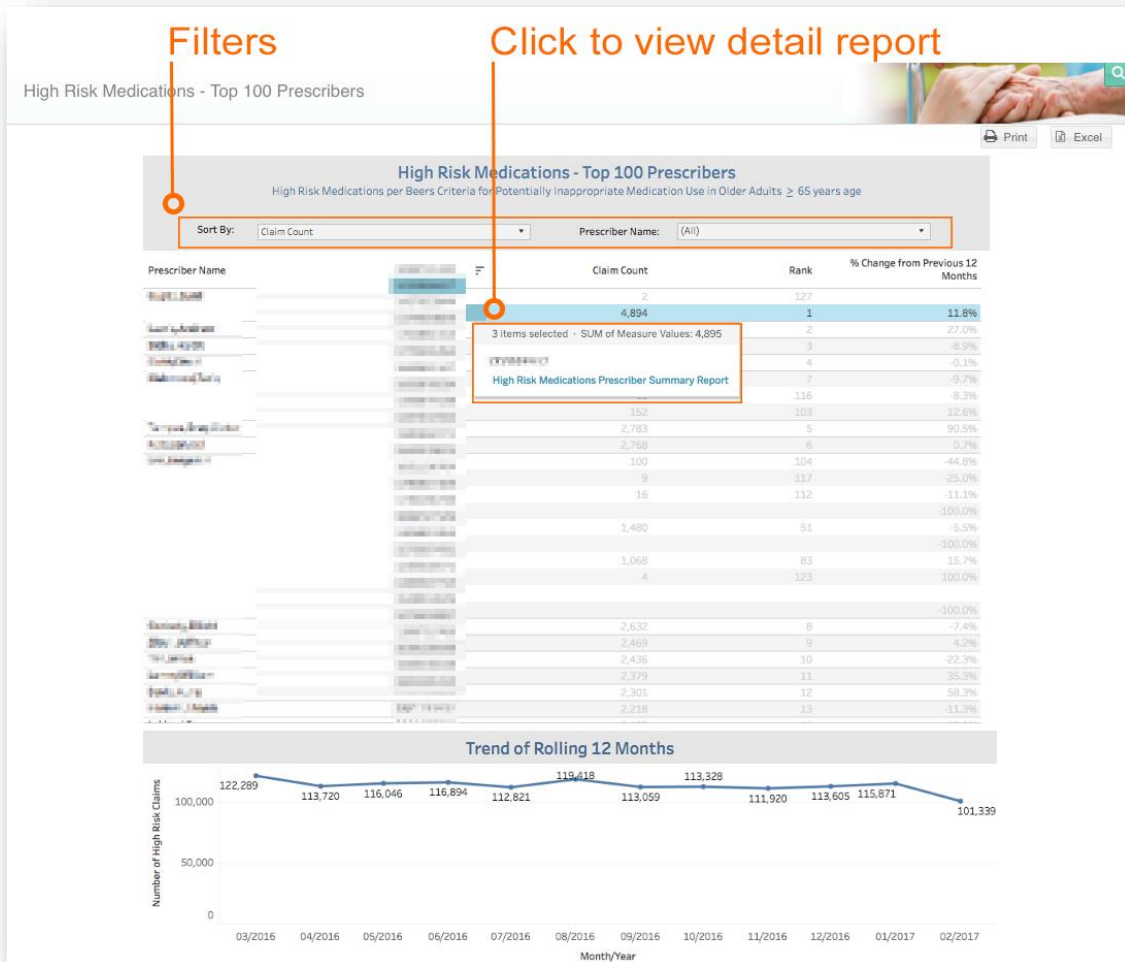 Filters
Click to view detail report
High Risk Medications - Top 100 Prescribers
Print
Excel
High Risk Medications - Top 100 Prescribers
High Risk Medications per Beers Criteria for Potentially Inappropriate Medication Use in Older Adults ≥ 65 years age
Sort By: Claim Count Prescriber Name: (All)
Prescriber Name Claim Count Rank % Change from Previous 12 Months
2 127
4,894 1 11.8%
2 27.0%
3 -8.9%
4 -0.1%
7 -9.7%
116 -8.3%
152 103 12.6%
3 items selected · SUM of Measure Values: 4,895
High Risk Medications Prescriber Summary Report
2,783 5 90.5%
2,768 6 0.7%
100 104 -44.8%
9 117 -25.0%
16 112 -11.1%
-100.0%
1,480 51 -5.5%
-100.0%
1,068 83 15.7%
4 123 100.0%
-100.0%
2,632 8 -7.4%
2,469 9 4.2%
2,436 10 -22.3%
2,379 11 35.3%
2,301 12 58.3%
2,218 13 -11.3%
Trend of Rolling 12 Months
Number of High Risk Claims
100,000
50,000
0
122,289 113,720 116,046 116,894 112,821 119,418 113,059 113,328 111,920 113,605 115,871 101,339
03/2016 04/2016 05/2016 06/2016 07/2016 08/2016 09/2016 10/2016 11/2016 12/2016 01/2017 02/2017
Month/Year